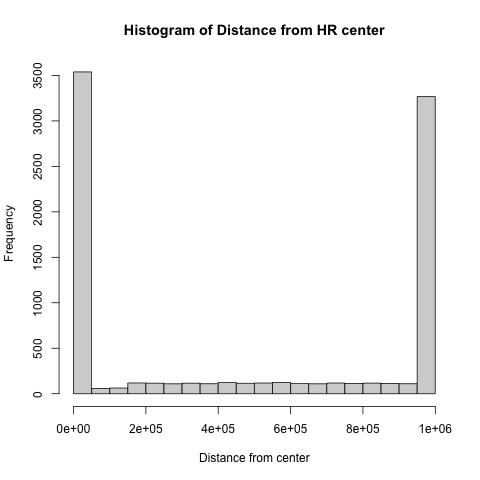 Histogram of Distance from HR center
Frequency
3500
3000
2500
2000
1500
1000
500
0
0e+00 2e+05 4e+05 6e+05 8e+05 1e+06
Distance from center